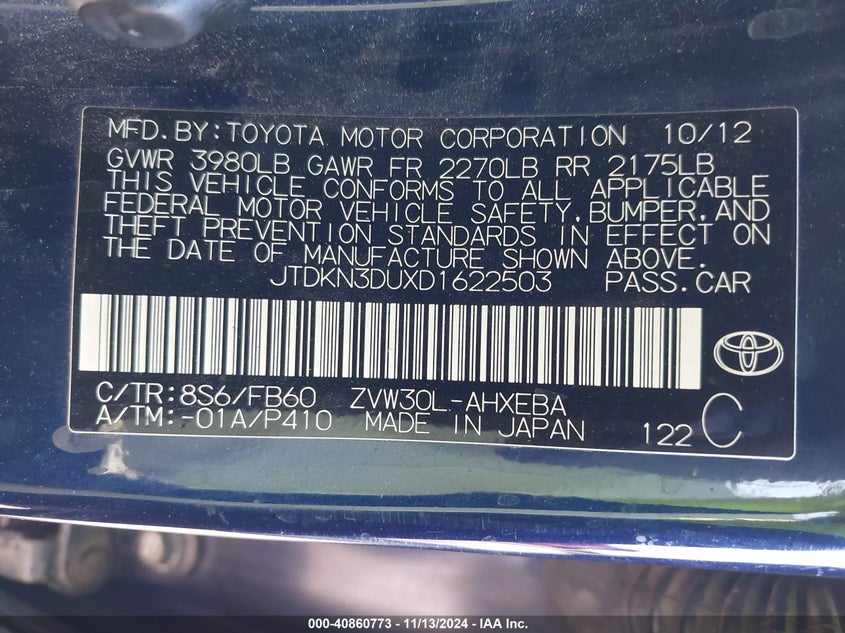 MFD.BY:TOYOTA MOTOR CORPORATION 10/12
GVWR 3980LB GAWR FR 2270LB RR 2175LB
THIS VEHICLE CONFORMS TO ALL APPLICABLE
FEDERAL MOTOR VEHICLE SAFETY,BUMPER,AND
THEFT PREVENTION STANDARDS IN EFFECT ON
THE DATE OF MANUFACTURE SHOWN ABOVE.
JTDKN3DUXD1622503 PASS.CAR
C/TR:8S6/FB60 ZVW30L-AHXEBA
A/TM:-01A/P410 MADE IN JAPAN 122 C
000-40860773 - 11/13/2024 - IAA Inc.